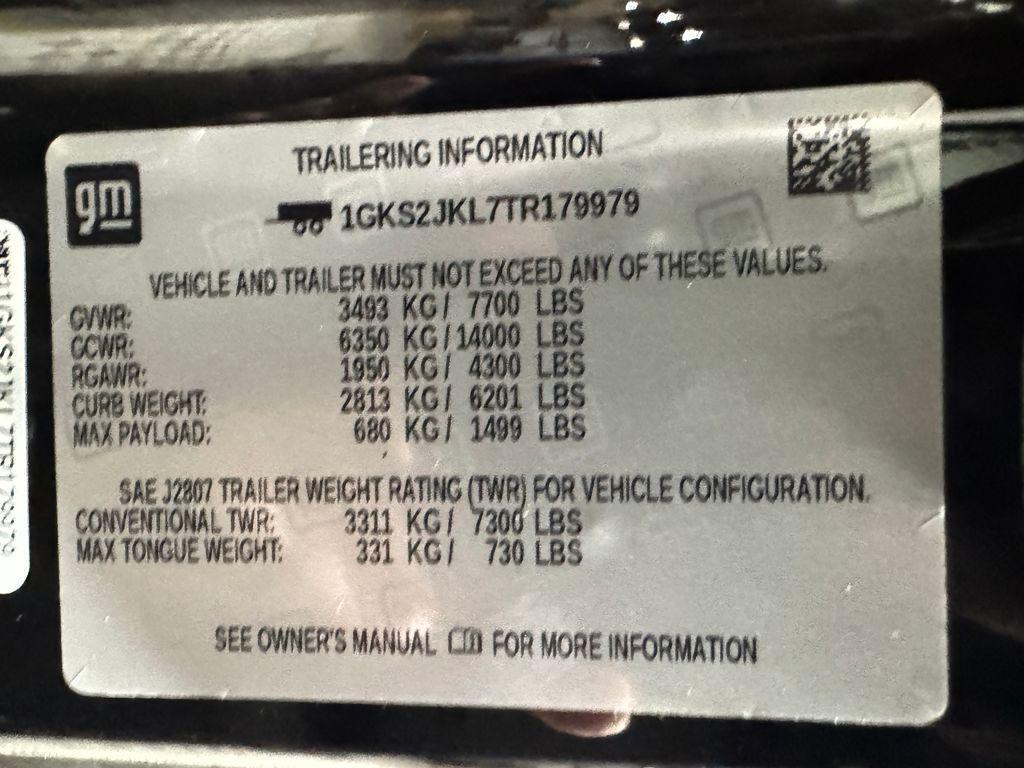 gm
TRAILERING INFORMATION
1GKS2JKL7TR179979
VEHICLE AND TRAILER MUST NOT EXCEED ANY OF THESE VALUES.
GVWR: 3493 KG / 7700 LBS
GCWR: 6350 KG / 14000 LBS
RGAWR: 1950 KG / 4300 LBS
CURB WEIGHT: 2813 KG / 6201 LBS
MAX PAYLOAD: 680 KG / 1499 LBS
SAE J2807 TRAILER WEIGHT RATING (TWR) FOR VEHICLE CONFIGURATION.
CONVENTIONAL TWR: 3311 KG / 7300 LBS
MAX TONGUE WEIGHT: 331 KG / 730 LBS
SEE OWNER'S MANUAL FOR MORE INFORMATION